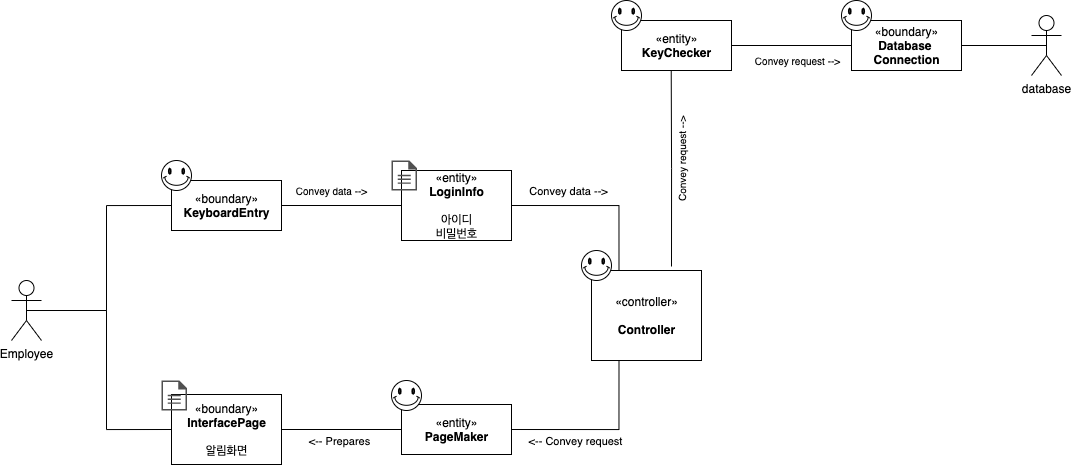 «entity»
KeyChecker
Convey request -->
«boundary»
Database
Connection
database
Convey request -->
«boundary»
KeyboardEntry
Convey data -->
«entity»
LoginInfo
아이디
비밀번호
Convey data -->
«controller»
Controller
Employee
«boundary»
InterfacePage
알림화면
<-- Prepares
«entity»
PageMaker
<-- Convey request